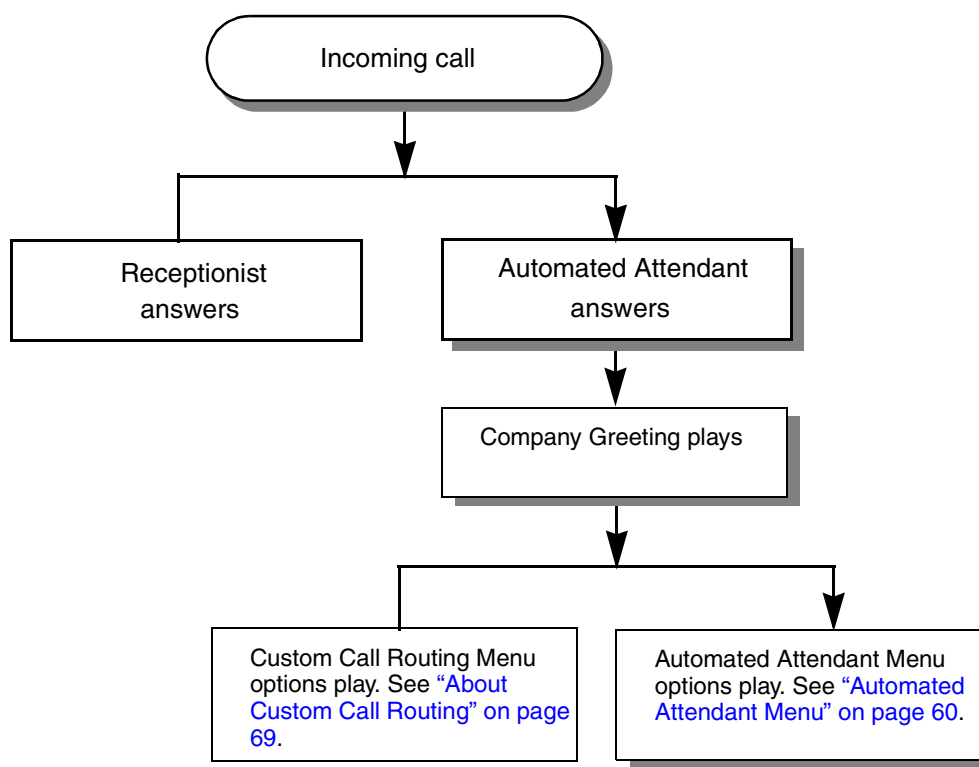 Incoming call
Receptionist
answers
Automated Attendant
answers
Company Greeting plays
Custom Call Routing Menu
options play. See “About
Custom Call Routing” on page
69.
Automated Attendant Menu
options play. See “Automated
Attendant Menu” on page 60.